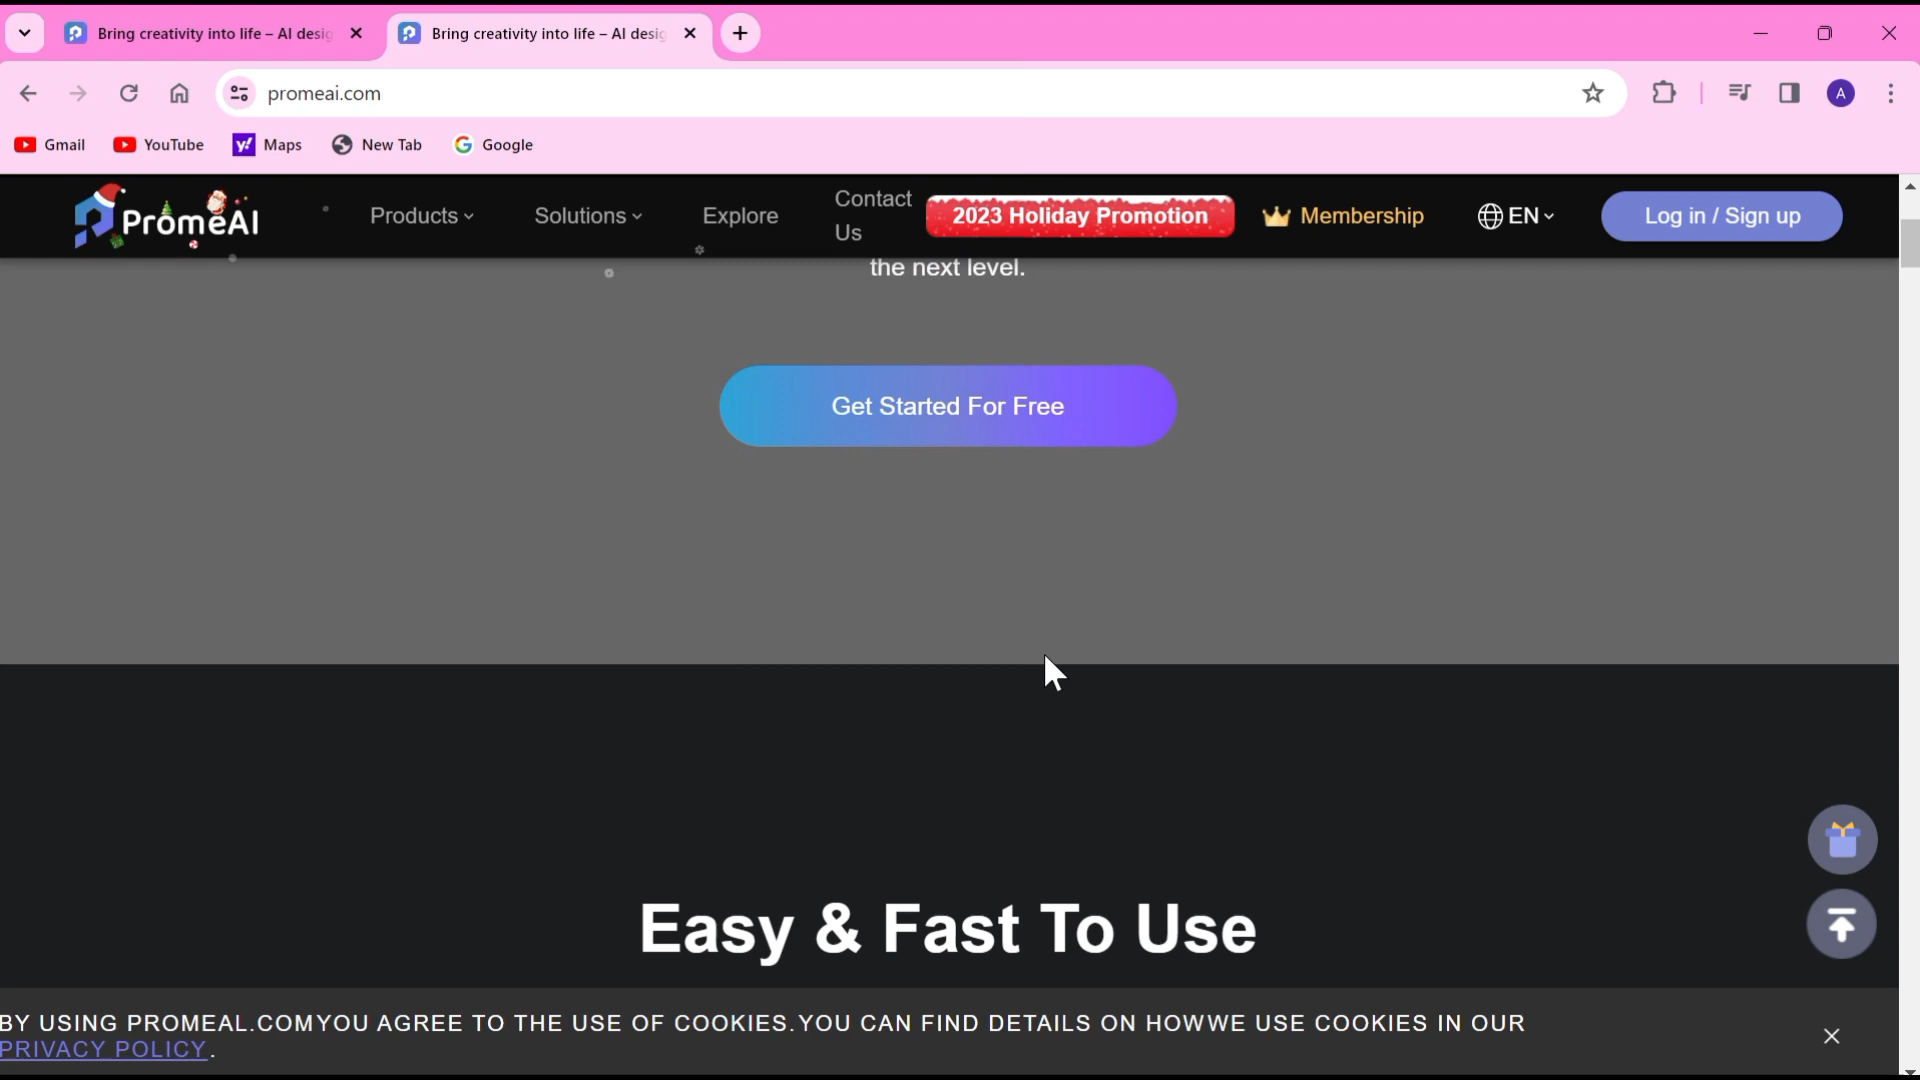 Bring creativity into life – AI desig
Bring creativity into life – AI desig
promeai.com
A
Gmail
YouTube
Maps
New Tab
Google
PromeAI
Products
Solutions
Explore
Contact
Us
2023 Holiday Promotion
Membership
EN
Log in / Sign up
the next level.
Get Started For Free
Easy & Fast To Use
BY USING PROMEAL.COMYOU AGREE TO THE USE OF COOKIES.YOU CAN FIND DETAILS ON HOWWE USE COOKIES IN OUR
PRIVACY POLICY.